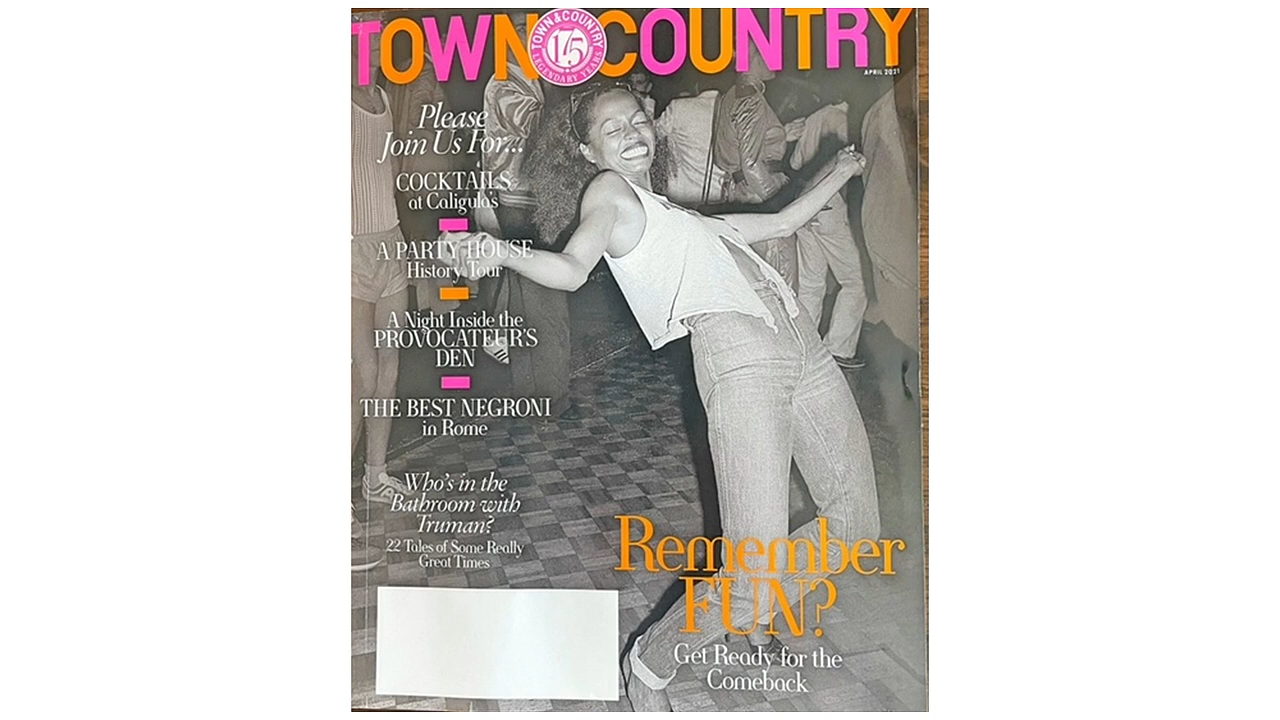 TOWN&COUNTRY
TOWN&COUNTRY
175
LEGENDARY YEARS
APRIL 2021
Please
Join Us For...
COCKTAILS
at Caligula's
A PARTY HOUSE
History Tour
A Night Inside the
PROVOCATEUR'S
DEN
THE BEST NEGRONI
in Rome
Who's in the
Bathroom with
Truman?
22 Tales of Some Really
Great Times
Remember
FUN?
Get Ready for the
Comeback